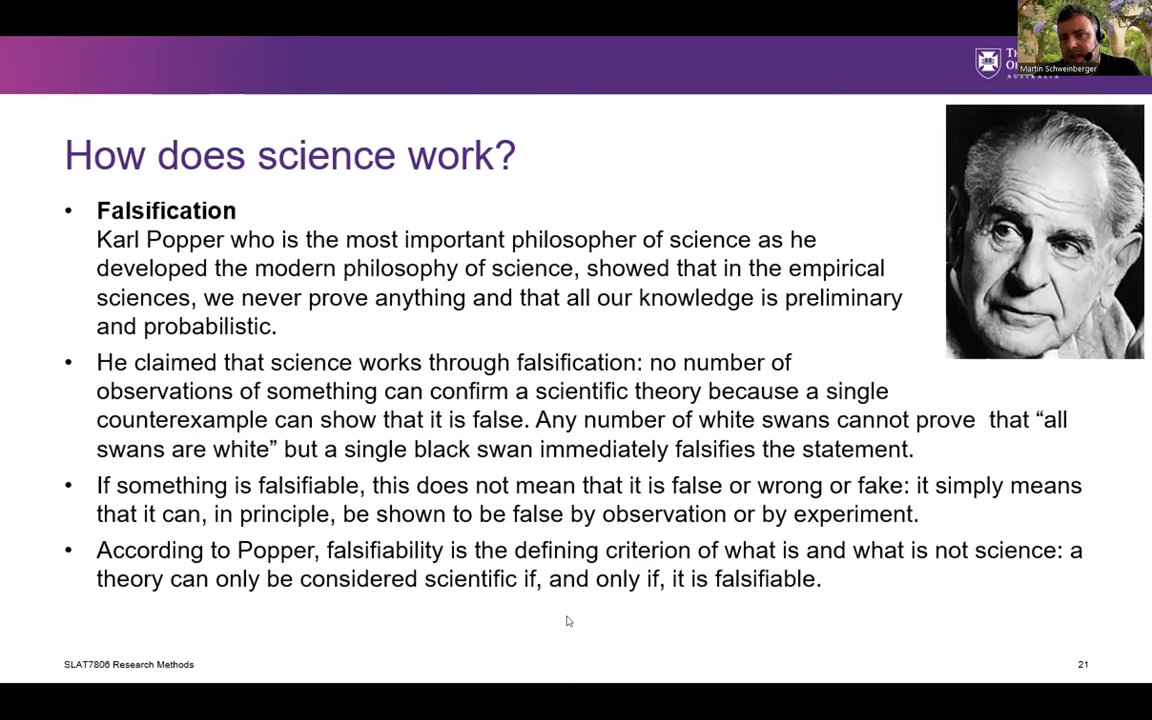 Martin Schweinberger
How does science work?
• Falsification
Karl Popper who is the most important philosopher of science as he
developed the modern philosophy of science, showed that in the empirical
sciences, we never prove anything and that all our knowledge is preliminary
and probabilistic.
• He claimed that science works through falsification: no number of
observations of something can confirm a scientific theory because a single
counterexample can show that it is false. Any number of white swans cannot prove  that “all
swans are white” but a single black swan immediately falsifies the statement.
• If something is falsifiable, this does not mean that it is false or wrong or fake: it simply means
that it can, in principle, be shown to be false by observation or by experiment.
• According to Popper, falsifiability is the defining criterion of what is and what is not science: a
theory can only be considered scientific if, and only if, it is falsifiable.
SLAT7806 Research Methods
21